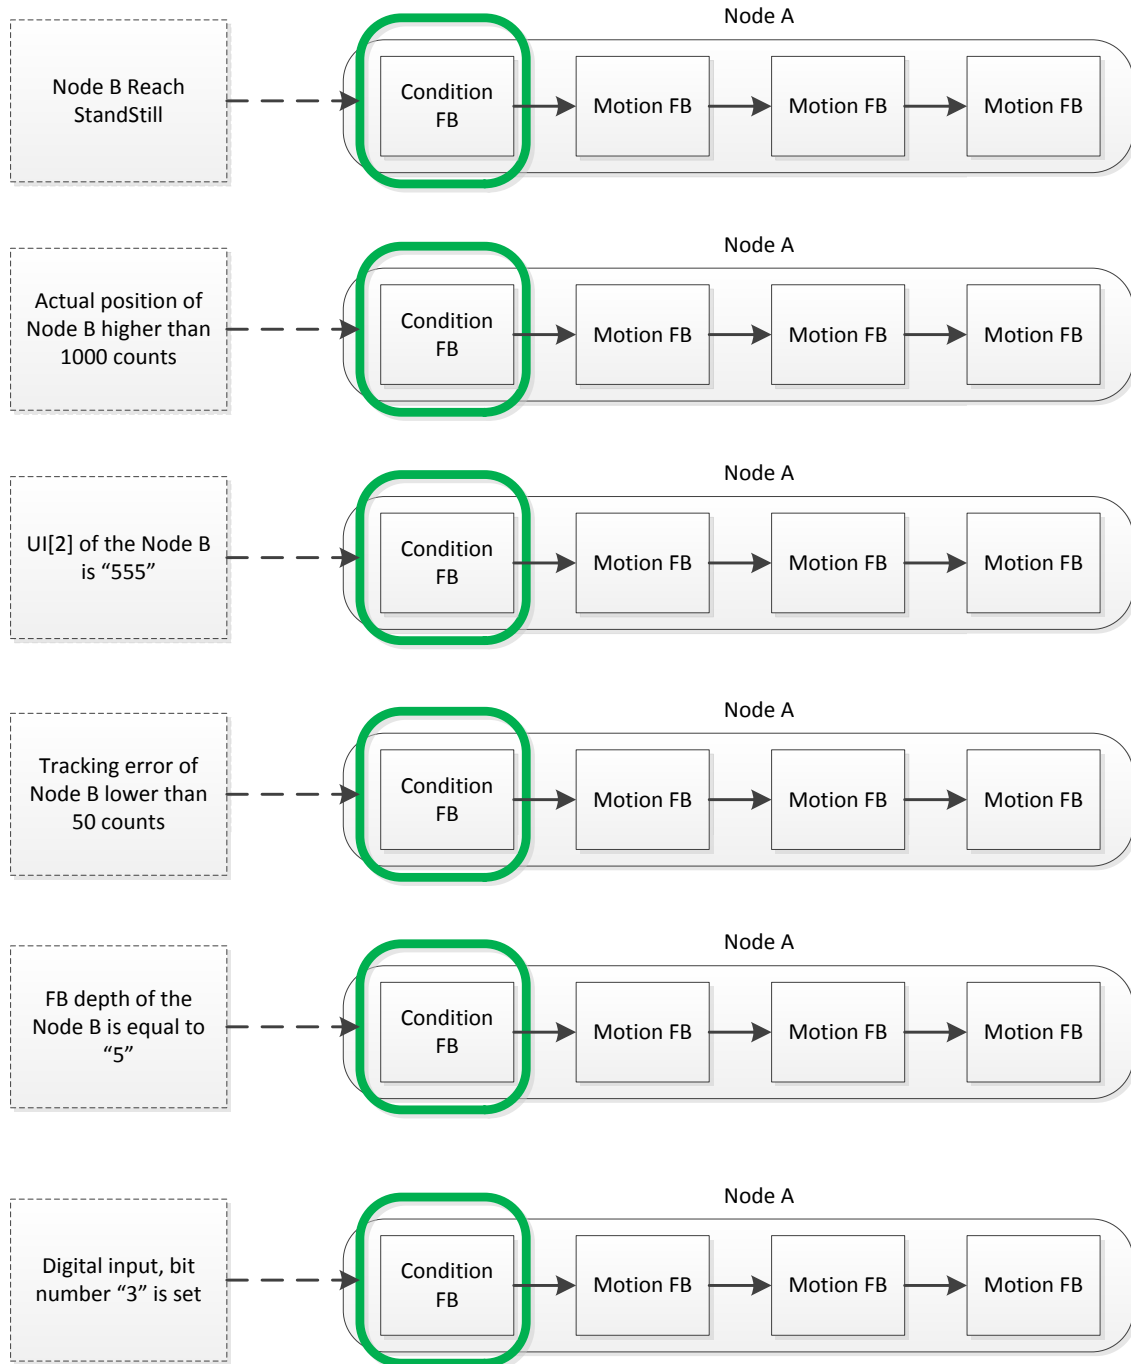 Node A
Node B Reach
StandStill
Condition
FB
Motion FB
Motion FB
Motion FB
Node A
Actual position of
Node B higher than
1000 counts
Condition
FB
Motion FB
Motion FB
Motion FB
Node A
UI[2] of the Node B
is “555”
Condition
FB
Motion FB
Motion FB
Motion FB
Node A
Tracking error of
Node B lower than
50 counts
Condition
FB
Motion FB
Motion FB
Motion FB
Node A
FB depth of the
Node B is equal to
“5”
Condition
FB
Motion FB
Motion FB
Motion FB
Node A
Digital input, bit
number “3” is set
Condition
FB
Motion FB
Motion FB
Motion FB